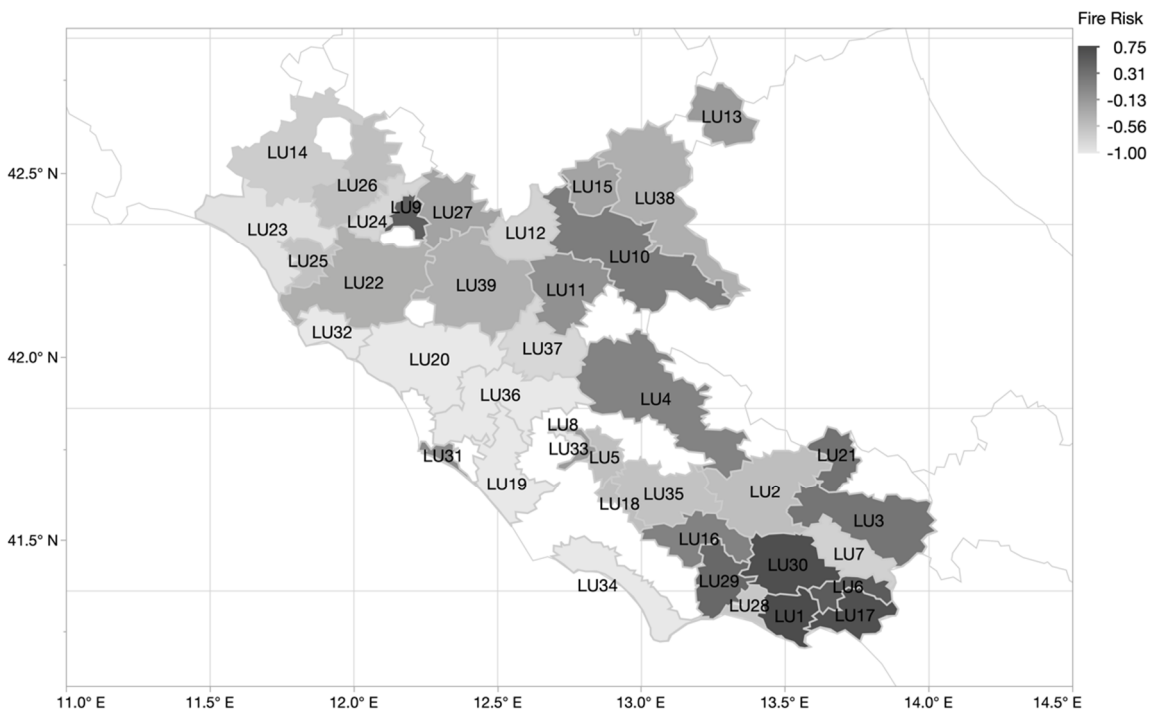 Fire Risk
0.75
0.31
-0.13
-0.56
-1.00
42.5° N
42.0° N
41.5° N
LU13
LU14
LU26
LU15
LU38
LU9
LU27
LU24
LU23
LU12
LU25
LU10
LU22
LU39
LU11
LU32
LU37
LU20
LU36
LU4
LU8
LU33
LU31
LU5
LU21
LU19
LU35
LU2
LU18
LU3
LU16
LU7
LU30
LU34
LU29
LU6
LU28
LU1
LU17
11.0° E 11.5° E 12.0° E 12.5° E 13.0° E 13.5° E 14.0° E 14.5° E